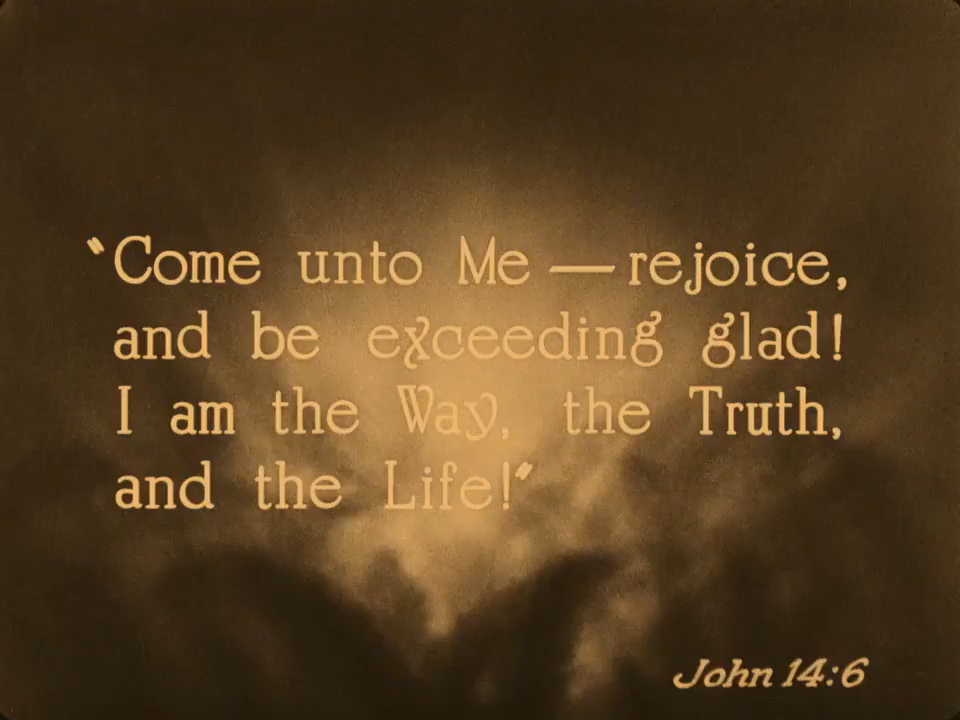 "Come unto Me — rejoice,
and be exceeding glad!
I am the Way, the Truth,
and the Life!"
John 14:6